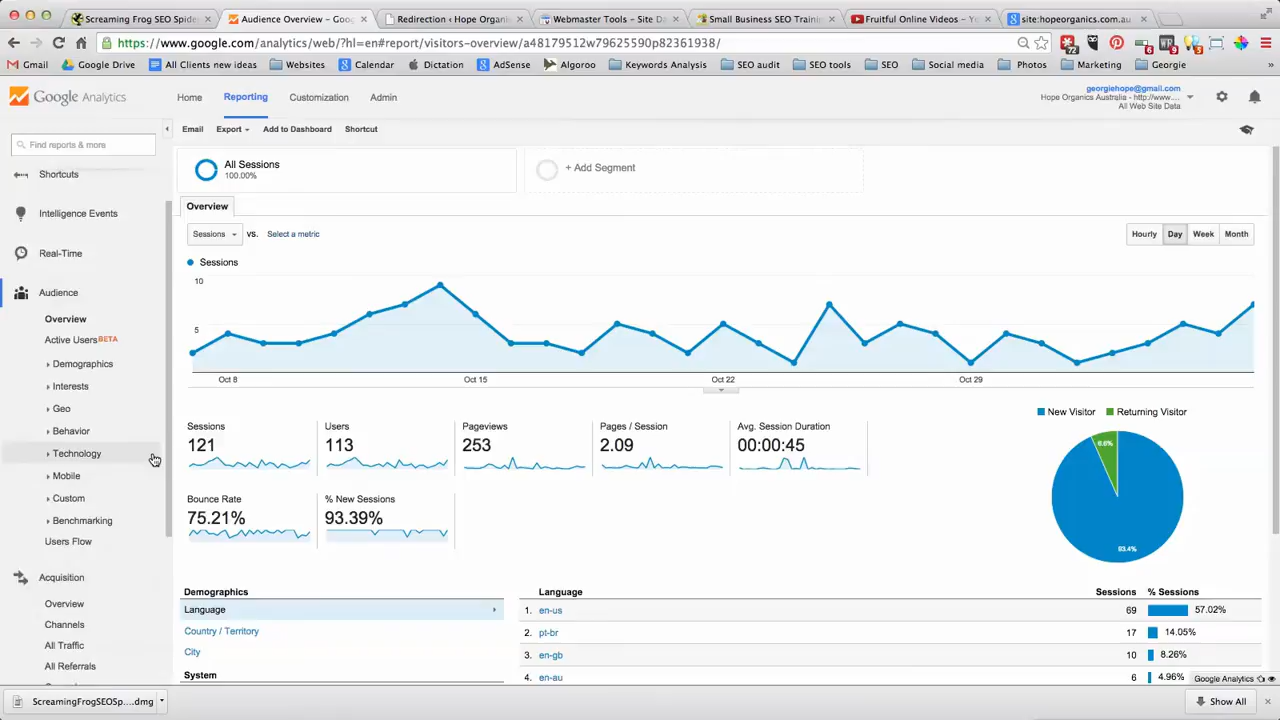 Screaming Frog SEO Spide
Audience Overview – Goo
Redirection ‹ Hope Organi
Webmaster Tools – Site Da
Small Business SEO Trainin
Fruitful Online Videos – Yo
site:hopeorganics.com.au
https://www.google.com/analytics/web/?hl=en#report/visitors-overview/a48179512w79625590p82361938/
72
6
Gmail
Google Drive
All Clients new ideas
Websites
Calendar
Dictation
AdSense
Algoroo
Keywords Analysis
SEO audit
SEO tools
SEO
Social media
Photos
Marketing
Georgie
»
Google Analytics
Home
Reporting
Customization
Admin
georgiehope@gmail.com
Hope Organics Australia - http://www....
All Web Site Data
Find reports & more
Email
Export
Add to Dashboard
Shortcut
Shortcuts
Intelligence Events
Real-Time
Audience
Overview
Active Users BETA
Demographics
Interests
Geo
Behavior
Technology
Mobile
Custom
Benchmarking
Users Flow
Acquisition
Overview
Channels
All Traffic
All Referrals
All Sessions
100.00%
+ Add Segment
Overview
Sessions
VS.
Select a metric
Hourly
Day
Week
Month
Sessions
10
5
Oct 8
Oct 15
Oct 22
Oct 29
Sessions
121
Users
113
Pageviews
253
Pages / Session
2.09
Avg. Session Duration
00:00:45
Bounce Rate
75.21%
% New Sessions
93.39%
New Visitor
Returning Visitor
6.6%
93.4%
Demographics
Language
Country / Territory
City
System
Language
Sessions
% Sessions
1. en-us 69 57.02%
2. pt-br 17 14.05%
3. en-gb 10 8.26%
4. en-au 6 4.96%
Google Analytics
ScreamingFrogSEOSp....dmg
Show All